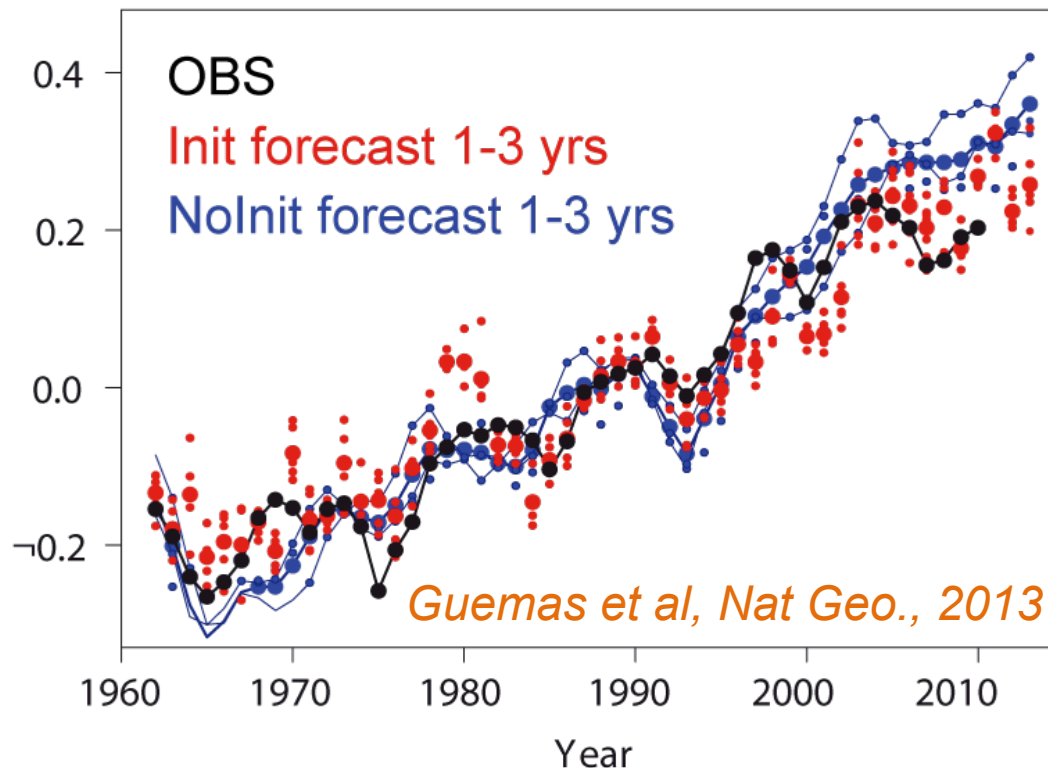 0.4
0.2
0.0
−0.2
OBS
Init forecast 1-3 yrs
NoInit forecast 1-3 yrs
Guemas et al, Nat Geo., 2013
1960 1970 1980 1990 2000 2010
Year